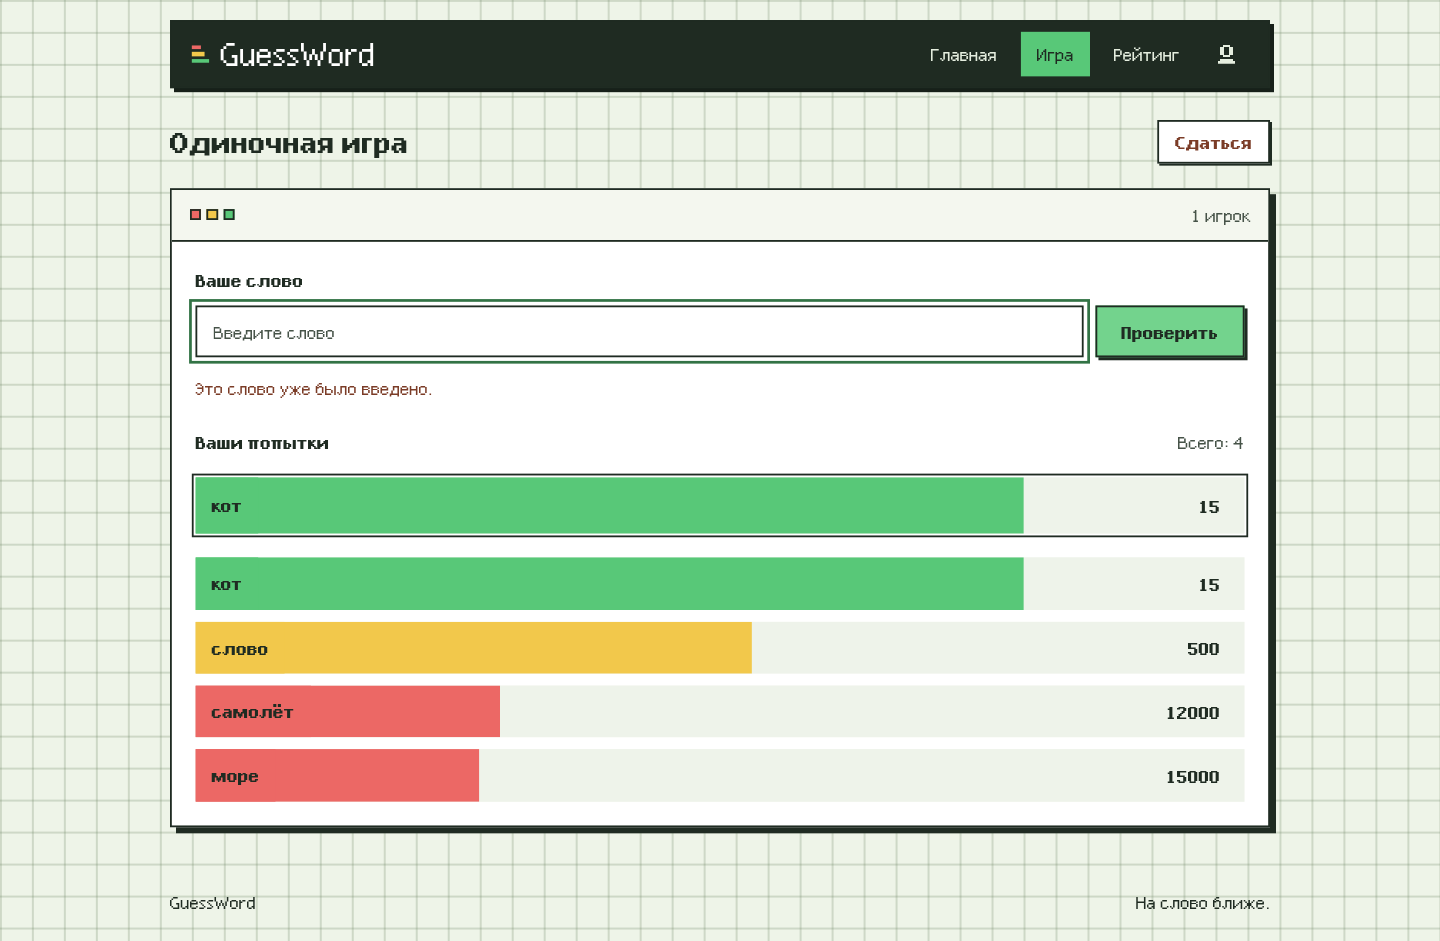 GuessWord Главная Игра Рейтинг
Одиночная игра Сдаться
1 игрок
Ваше слово
Введите слово Проверить
Это слово уже было введено.
Ваши попытки Всего: 4
кот 15
кот 15
слово 500
самолёт 12000
море 15000
GuessWord На слово ближе.